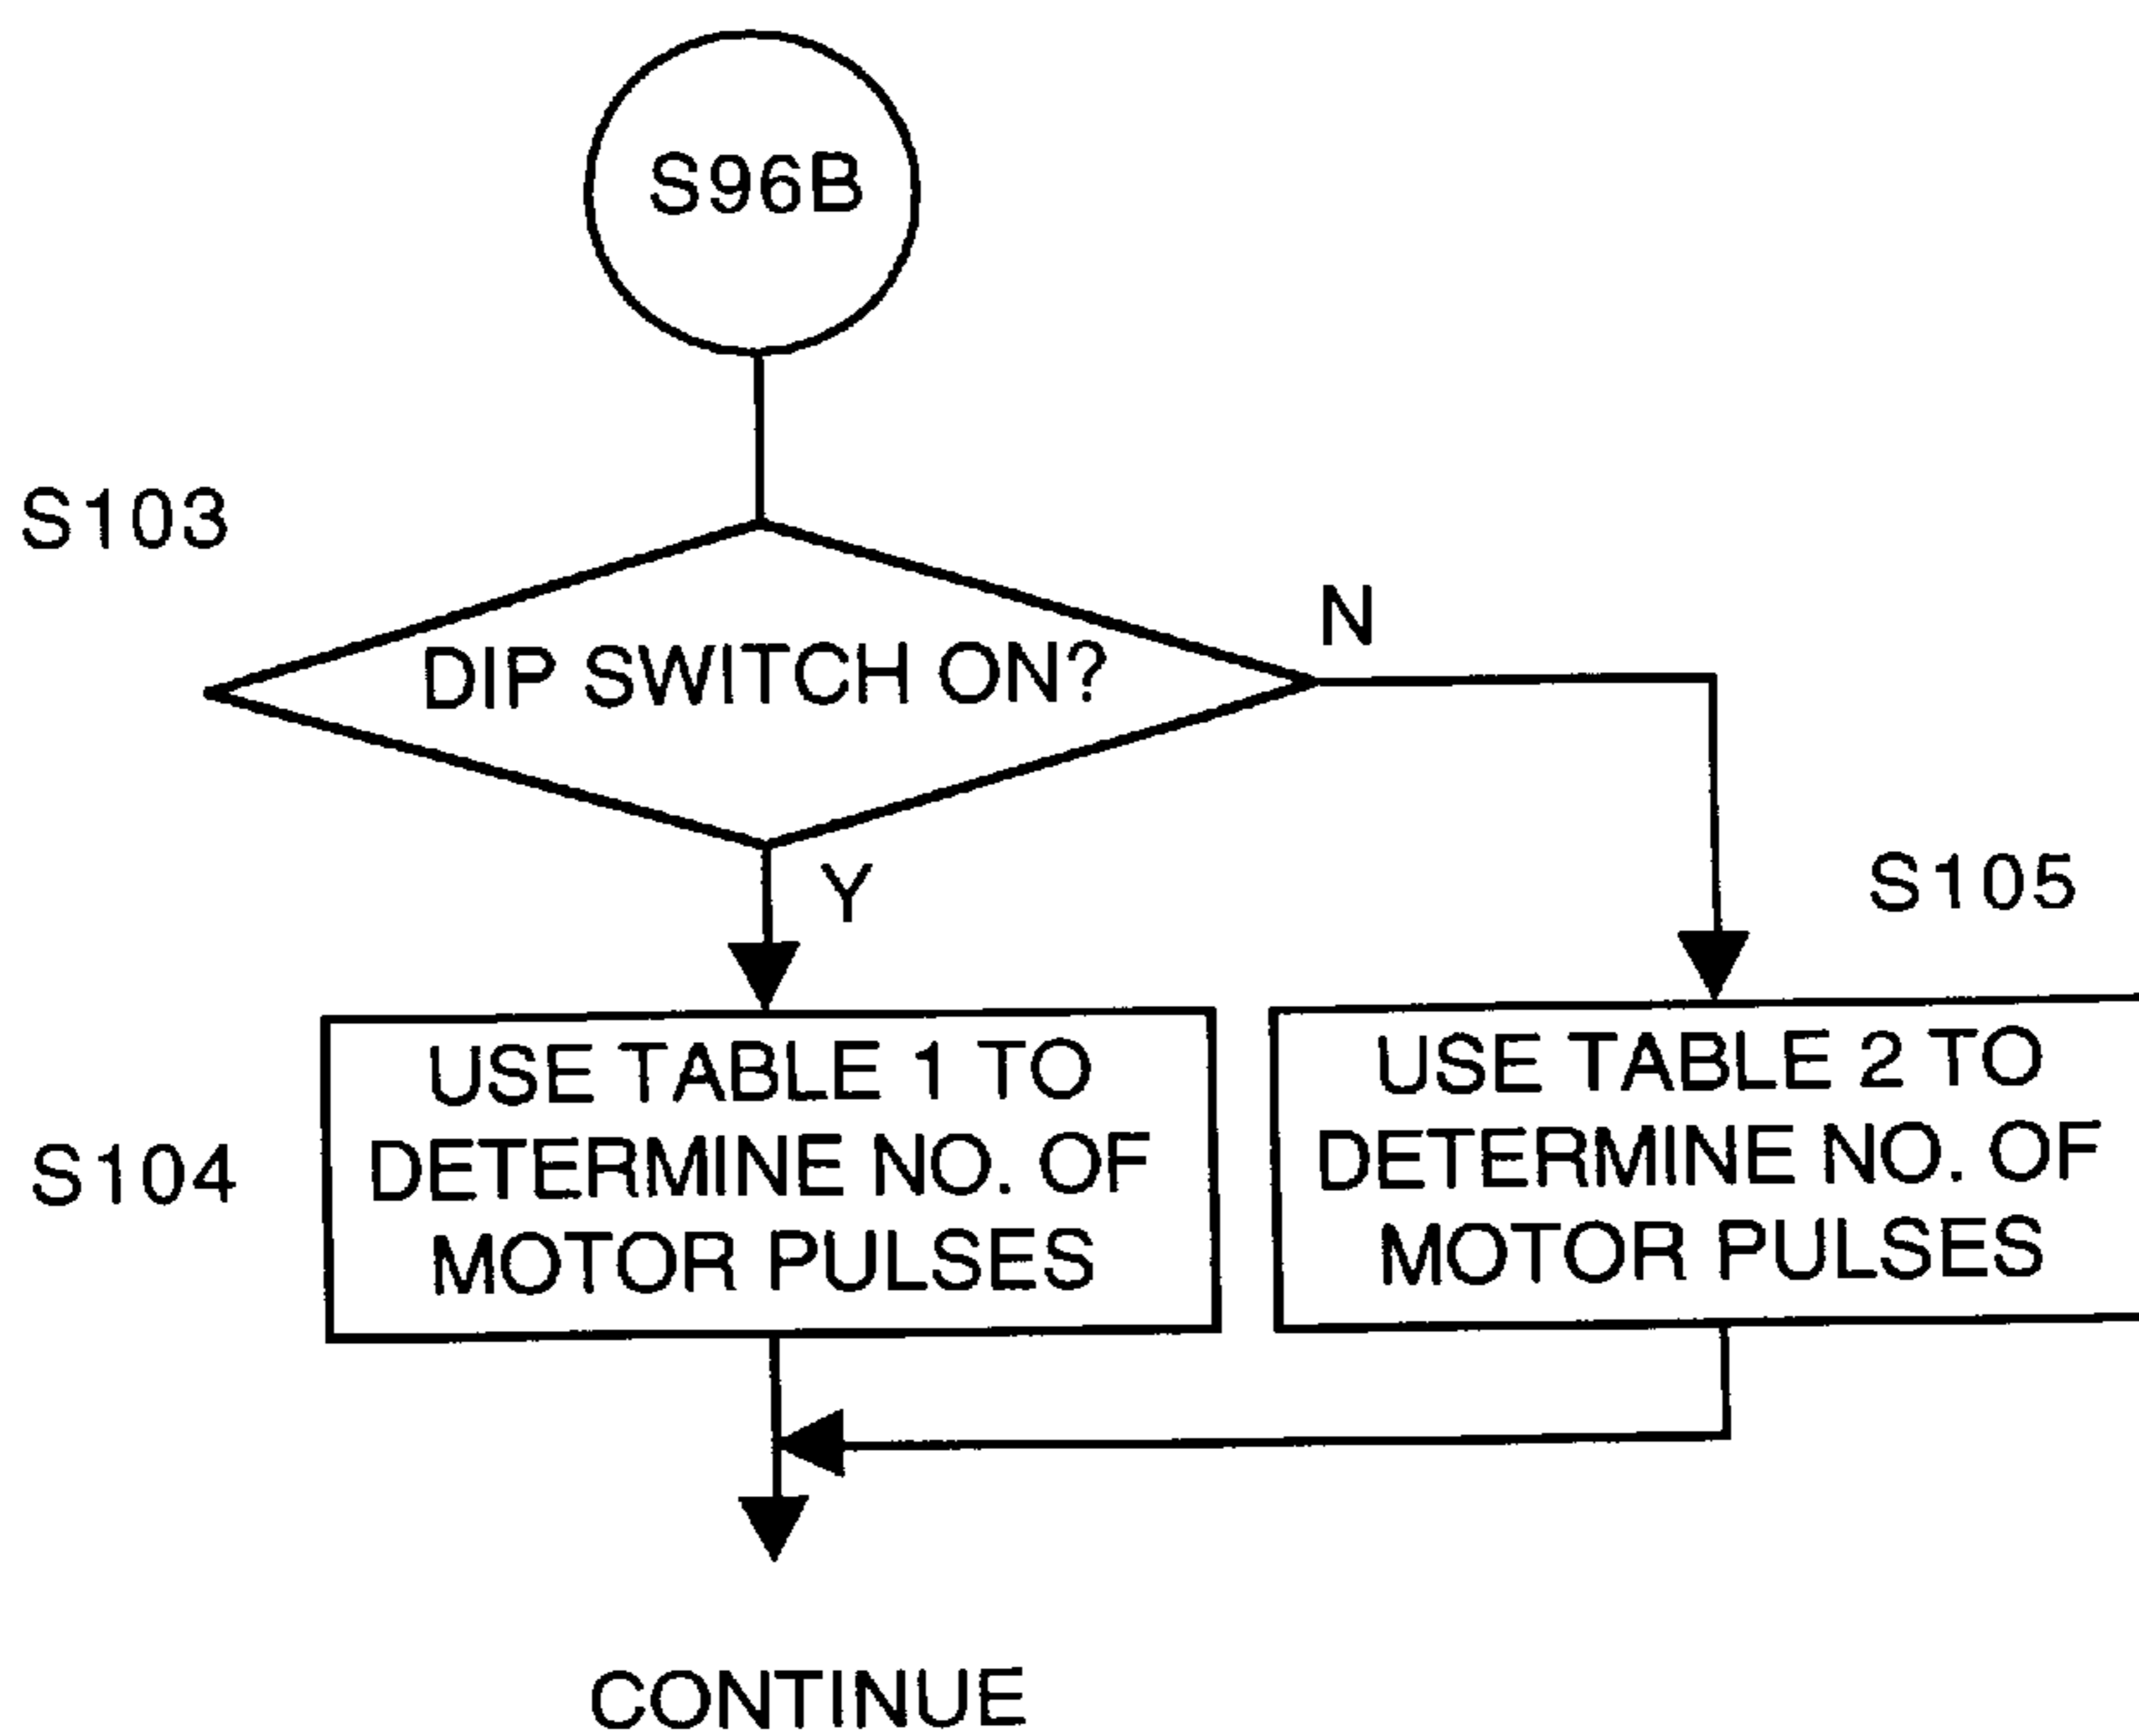 S96B
S103
DIP SWITCH ON?
N
Y
S105
USE TABLE 1 TO
DETERMINE NO. OF
MOTOR PULSES
S104
USE TABLE 2 TO
DETERMINE NO. OF
MOTOR PULSES
CONTINUE